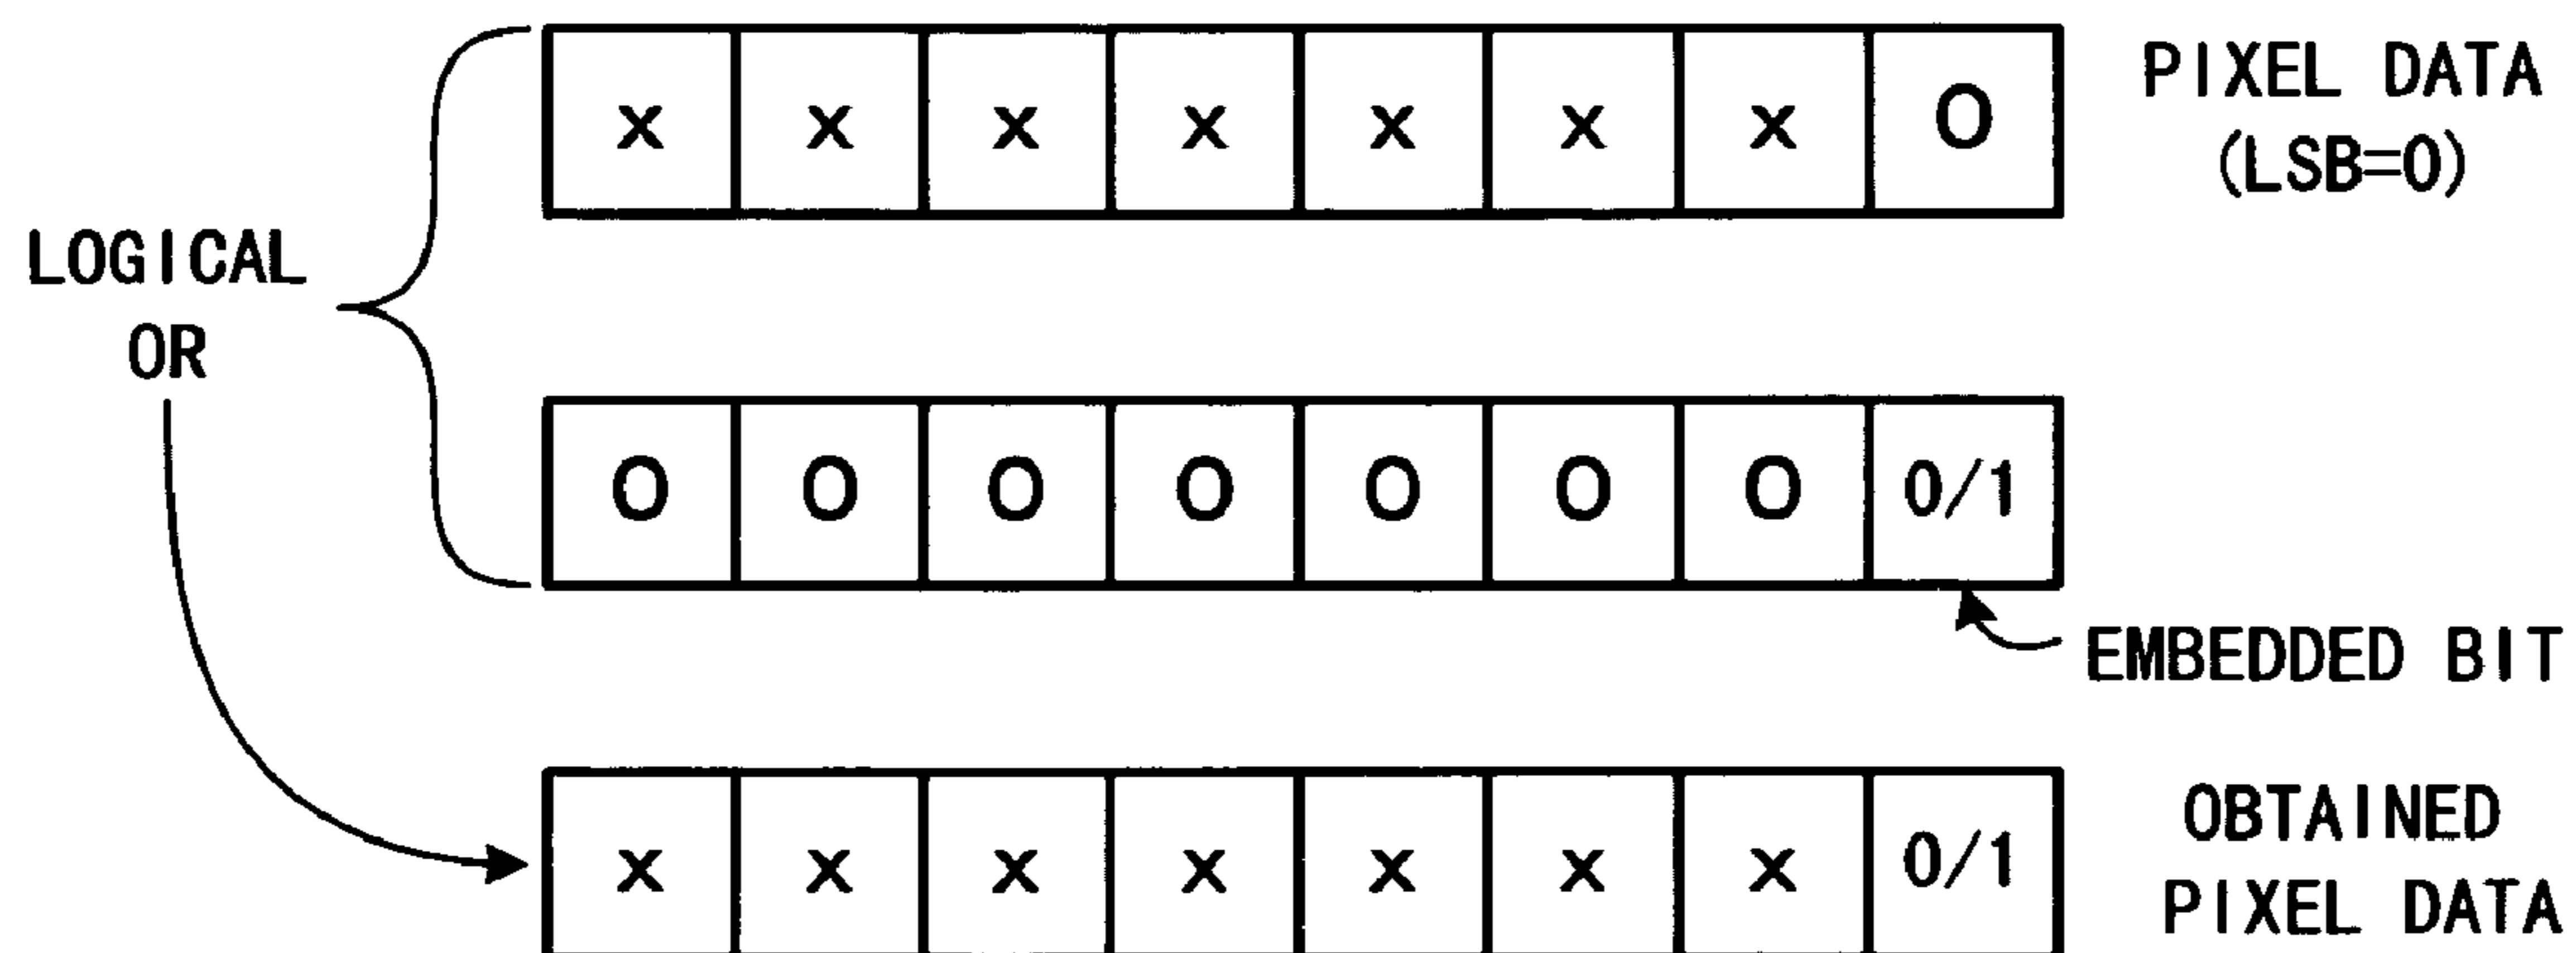 x x x x x x x 0
PIXEL DATA
(LSB=0)
LOGICAL
OR
0 0 0 0 0 0 0 0/1
EMBEDDED BIT
x x x x x x x 0/1
OBTAINED
PIXEL DATA